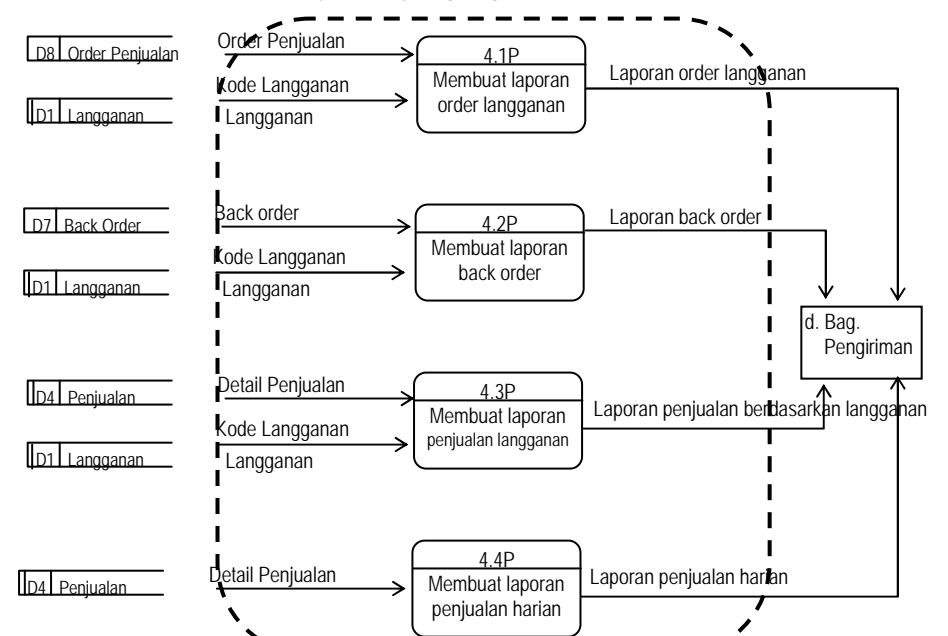 D8 Order Penjualan
Order Penjualan
4.1P
Membuat laporan
order langganan
Laporan order langganan
D1 Langganan
Kode Langganan
Langganan
D7 Back Order
Back order
4.2P
Membuat laporan
back order
Laporan back order
D1 Langganan
Kode Langganan
Langganan
d. Bag.
Pengiriman
D4 Penjualan
Detail Penjualan
4.3P
Membuat laporan
penjualan langganan
Laporan penjualan berdasarkan langganan
D1 Langganan
Kode Langganan
Langganan
D4 Penjualan
Detail Penjualan
4.4P
Membuat laporan
penjualan harian
Laporan penjualan harian